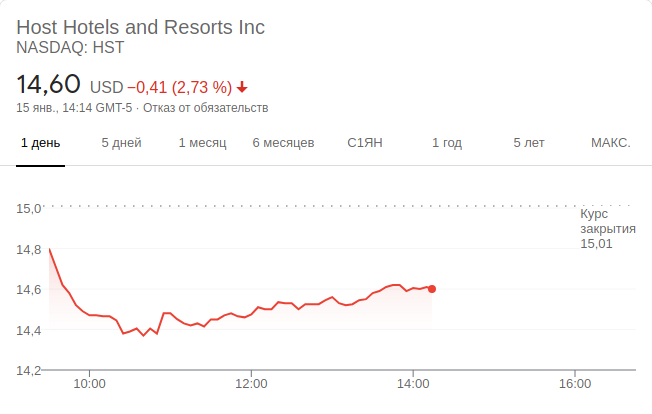 Host Hotels and Resorts Inc
NASDAQ: HST
14,60 USD −0,41 (2,73 %)
15 янв., 14:14 GMT-5 · Отказ от обязательств
1 день 5 дней 1 месяц 6 месяцев С1ЯН 1 год 5 лет МАКС.
15,0
Курс
закрытия
15,01
14,8
14,6
14,4
14,2
10:00 12:00 14:00 16:00